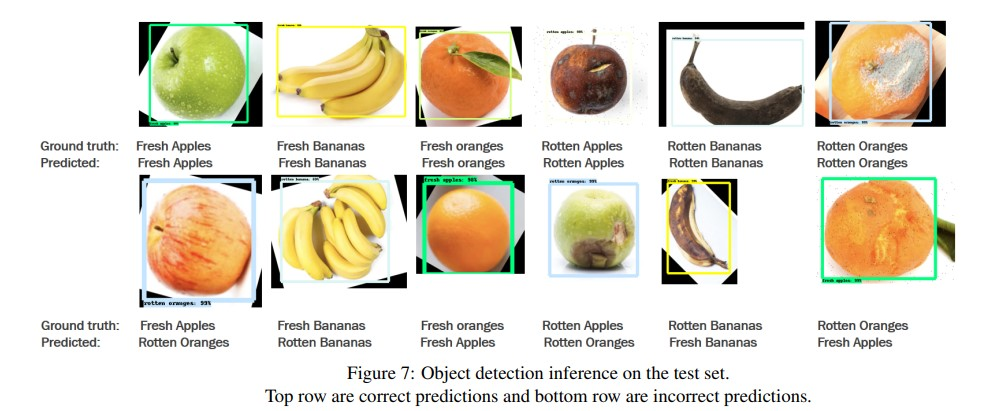 Ground truth: Fresh Apples Fresh Bananas Fresh oranges Rotten Apples Rotten Bananas Rotten Oranges
Predicted: Fresh Apples Fresh Bananas Fresh oranges Rotten Apples Rotten Bananas Rotten Oranges
fresh apples: 96% rotten oranges: 99%
rotten oranges: 99%
Ground truth: Fresh Apples Fresh Bananas Fresh oranges Rotten Apples Rotten Bananas Rotten Oranges
Predicted: Rotten Oranges Rotten Bananas Fresh Apples Rotten Oranges Fresh Bananas Fresh Apples
Figure 7: Object detection inference on the test set.
Top row are correct predictions and bottom row are incorrect predictions.